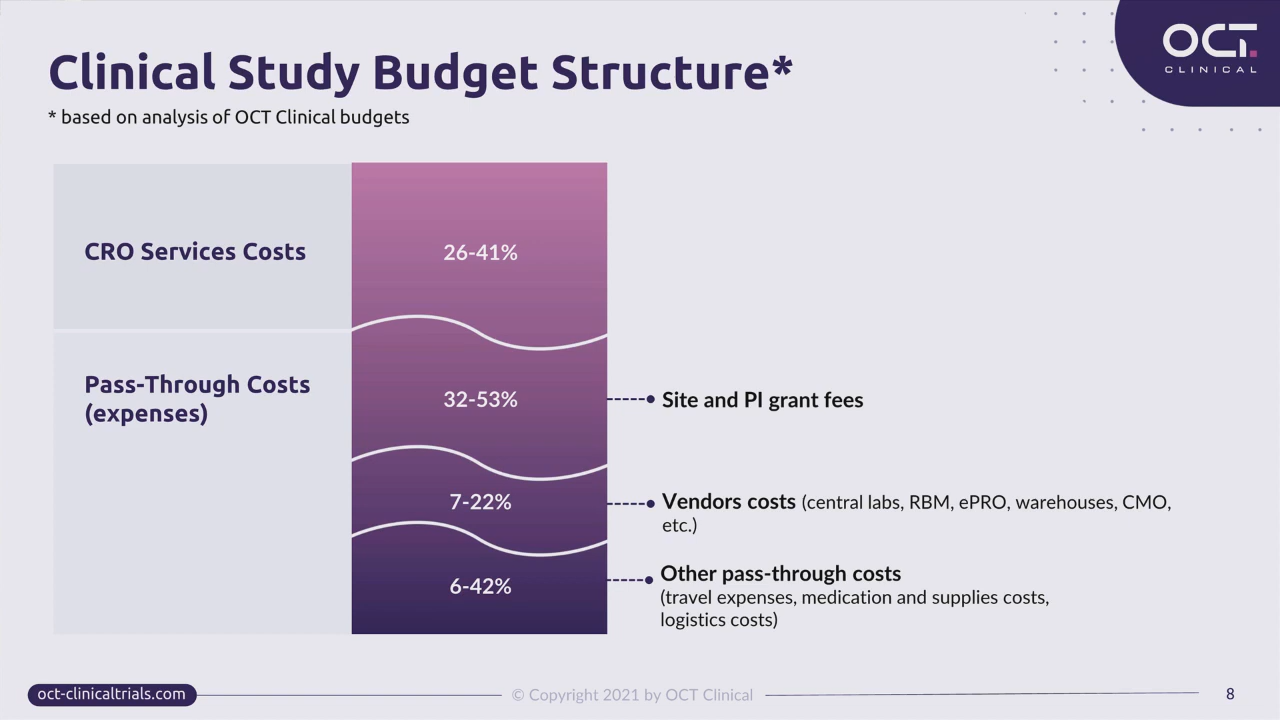 OCT
CLINICAL
Clinical Study Budget Structure*
* based on analysis of OCT Clinical budgets
CRO Services Costs
26-41%
Pass-Through Costs
(expenses)
32-53%
Site and PI grant fees
7-22%
Vendors costs (central labs, RBM, ePRO, warehouses, CMO,
etc.)
6-42%
Other pass-through costs
(travel expenses, medication and supplies costs,
logistics costs)
oct-clinicaltrials.com
© Copyright 2021 by OCT Clinical
8